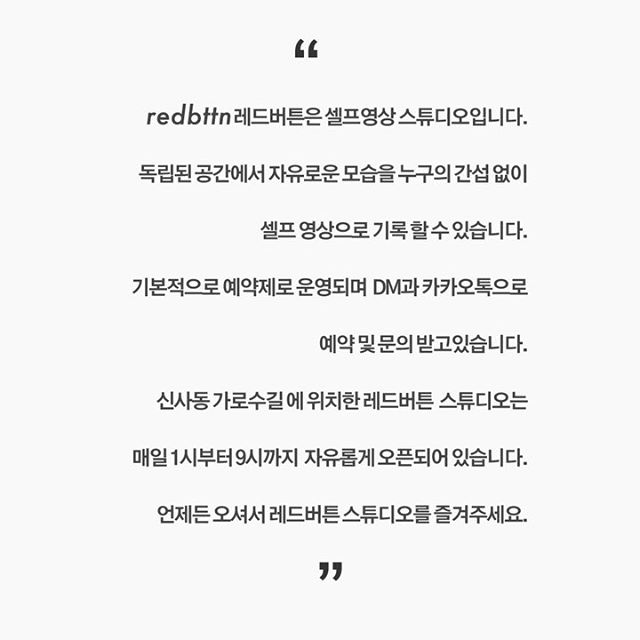 “
redbttn 레드버튼은 셀프영상 스튜디오입니다.
독립된 공간에서 자유로운 모습을 누구의 간섭 없이
셀프 영상으로 기록 할 수 있습니다.
기본적으로 예약제로 운영되며 DM과 카카오톡으로
예약 및 문의 받고있습니다.
신사동 가로수길 에 위치한 레드버튼 스튜디오는
매일 1시부터 9시까지 자유롭게 오픈되어 있습니다.
언제든 오셔서 레드버튼 스튜디오를 즐겨주세요.
”